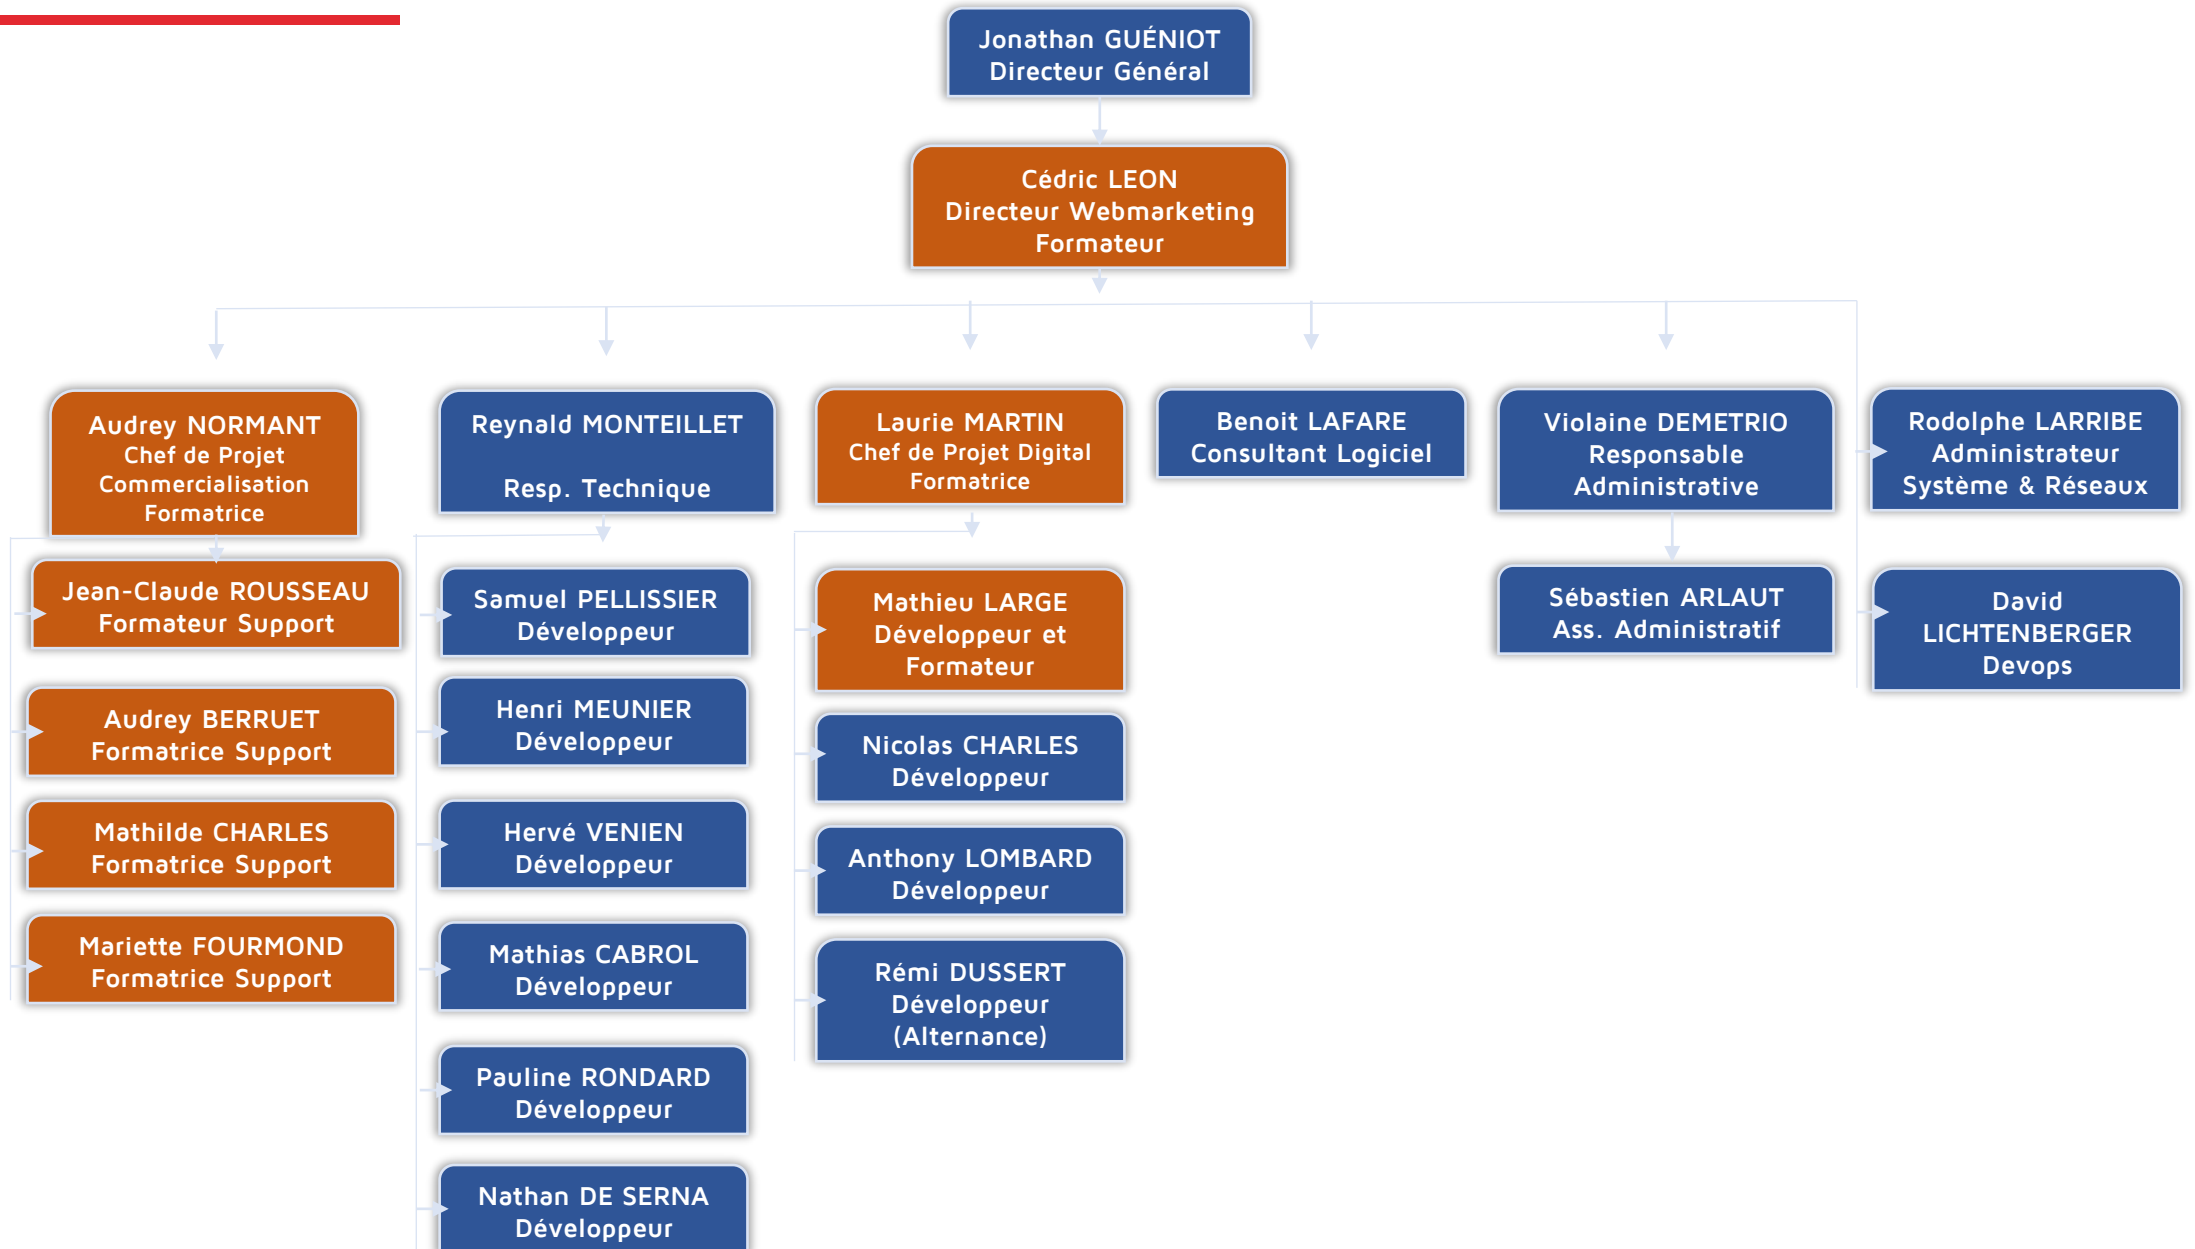 Jonathan GUÉNIOT
Directeur Général
Cédric LEON
Directeur Webmarketing
Formateur
Audrey NORMANT
Chef de Projet
Commercialisation
Formatrice
Jean-Claude ROUSSEAU
Formateur Support
Audrey BERRUET
Formatrice Support
Mathilde CHARLES
Formatrice Support
Mariette FOURMOND
Formatrice Support
Reynald MONTEILLET
Resp. Technique
Samuel PELLISSIER
Développeur
Henri MEUNIER
Développeur
Hervé VENIEN
Développeur
Mathias CABROL
Développeur
Pauline RONDARD
Développeur
Nathan DE SERNA
Développeur
Laurie MARTIN
Chef de Projet Digital
Formatrice
Mathieu LARGE
Développeur et
Formateur
Nicolas CHARLES
Développeur
Anthony LOMBARD
Développeur
Rémi DUSSERT
Développeur
(Alternance)
Benoit LAFARE
Consultant Logiciel
Violaine DEMETRIO
Responsable
Administrative
Sébastien ARLAUT
Ass. Administratif
Rodolphe LARRIBE
Administrateur
Système & Réseaux
David
LICHTENBERGER
Devops